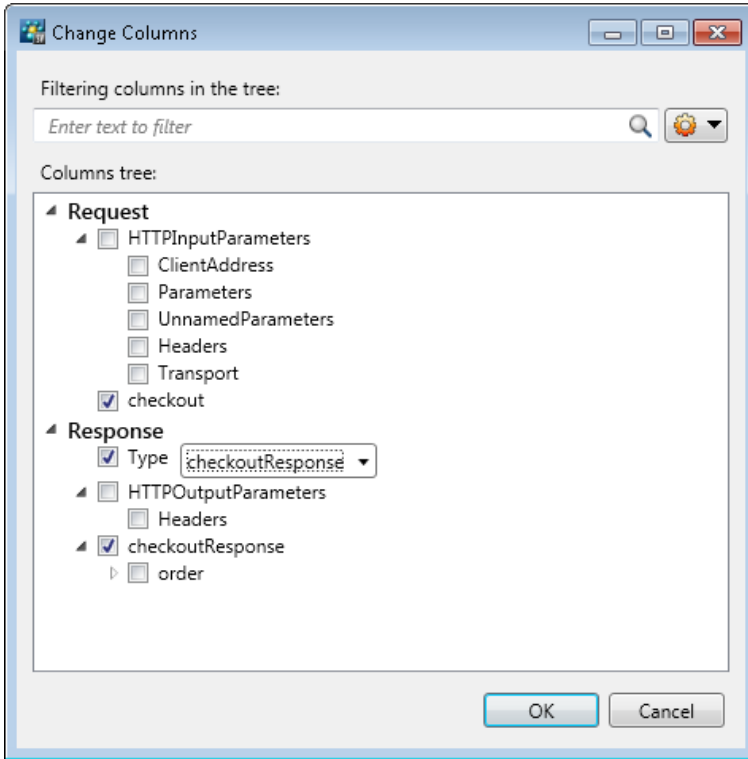 Change Columns
Filtering columns in the tree:
Enter text to filter
Columns tree:
Request
HTTPInputParameters
ClientAddress
Parameters
UnnamedParameters
Headers
Transport
checkout
Response
Type checkoutResponse
HTTPOutputParameters
Headers
checkoutResponse
order
OK Cancel